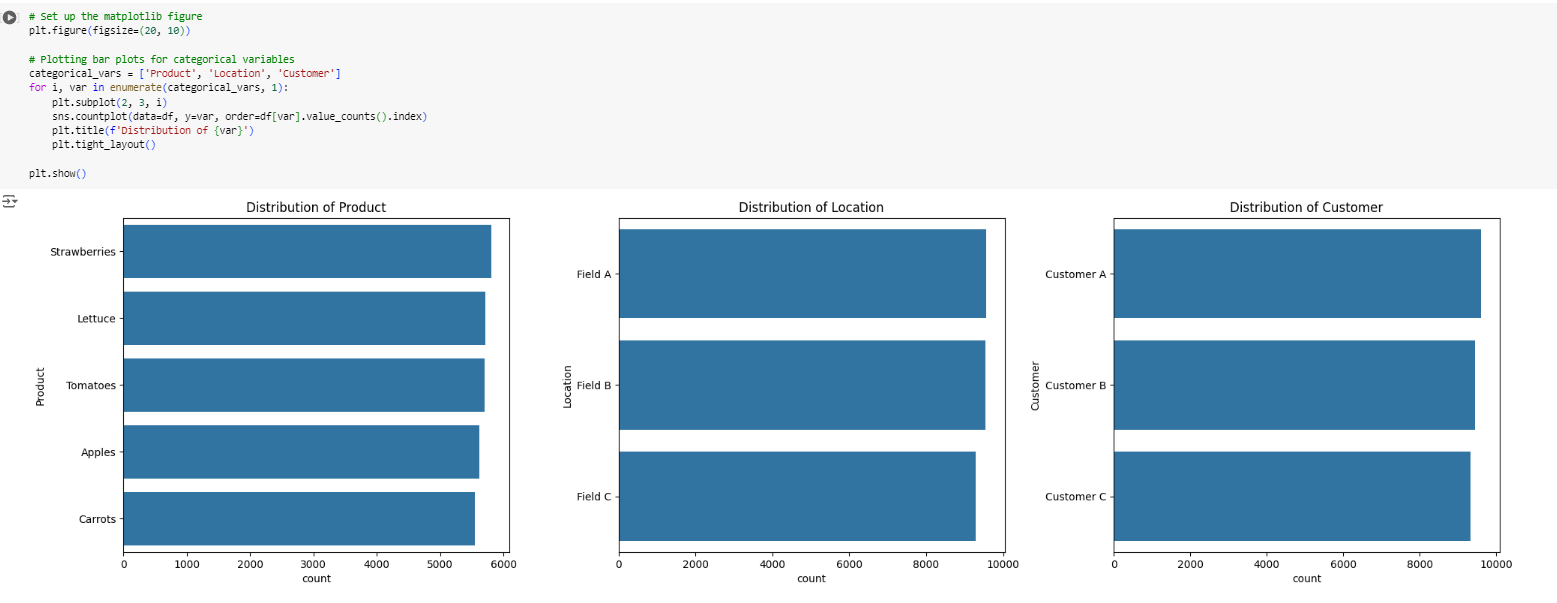 # Set up the matplotlib figure
plt.figure(figsize=(20, 10))
# Plotting bar plots for categorical variables
categorical_vars = ['Product', 'Location', 'Customer']
for i, var in enumerate(categorical_vars, 1):
    plt.subplot(2, 3, i)
    sns.countplot(data=df, y=var, order=df[var].value_counts().index)
    plt.title(f'Distribution of {var}')
    plt.tight_layout()
plt.show()
Distribution of Product
Product
Strawberries
Lettuce
Tomatoes
Apples
Carrots
0 1000 2000 3000 4000 5000 6000
count
Distribution of Location
Location
Field A
Field B
Field C
0 2000 4000 6000 8000 10000
count
Distribution of Customer
Customer
Customer A
Customer B
Customer C
0 2000 4000 6000 8000 10000
count